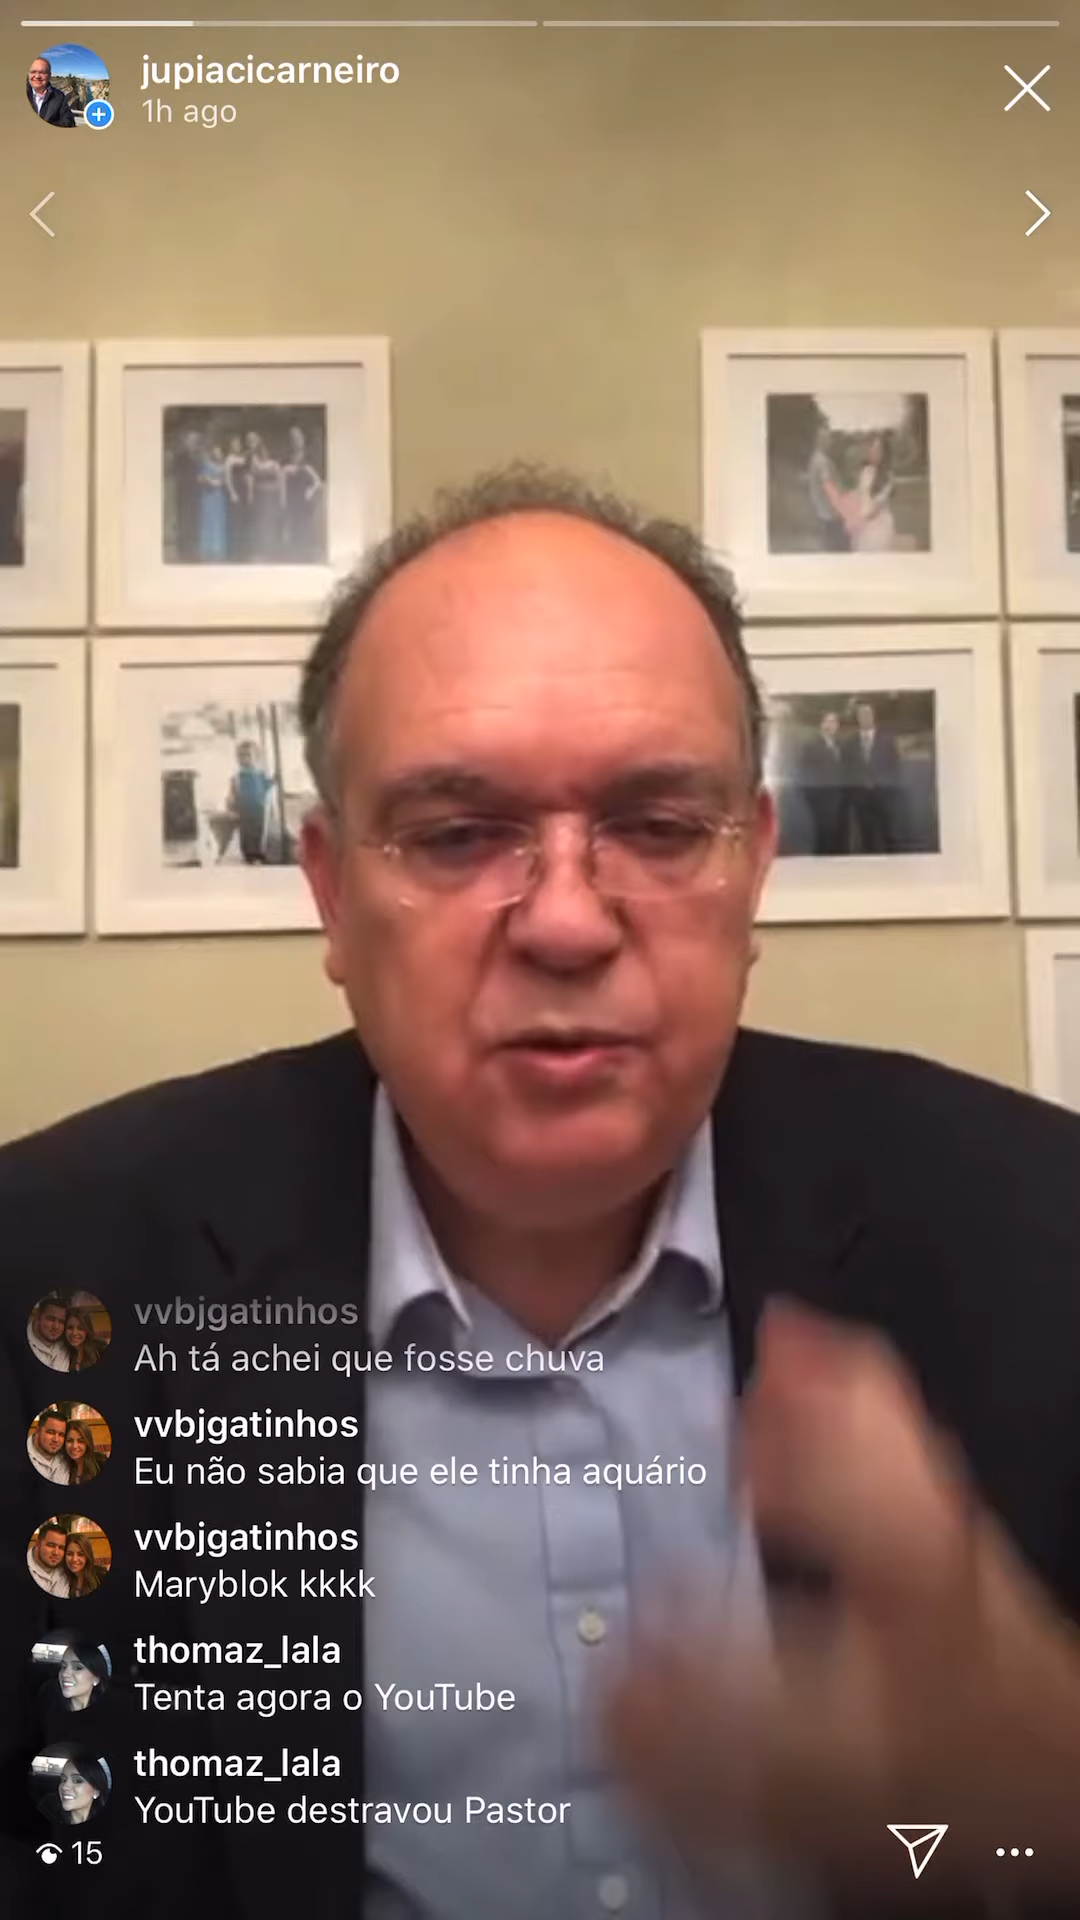 jupiacicarneiro
1h ago
vvbjgatinhos
Ah tá achei que fosse chuva
vvbjgatinhos
Eu não sabia que ele tinha aquário
vvbjgatinhos
Maryblok kkkk
thomaz_lala
Tenta agora o YouTube
thomaz_lala
YouTube destravou Pastor
15